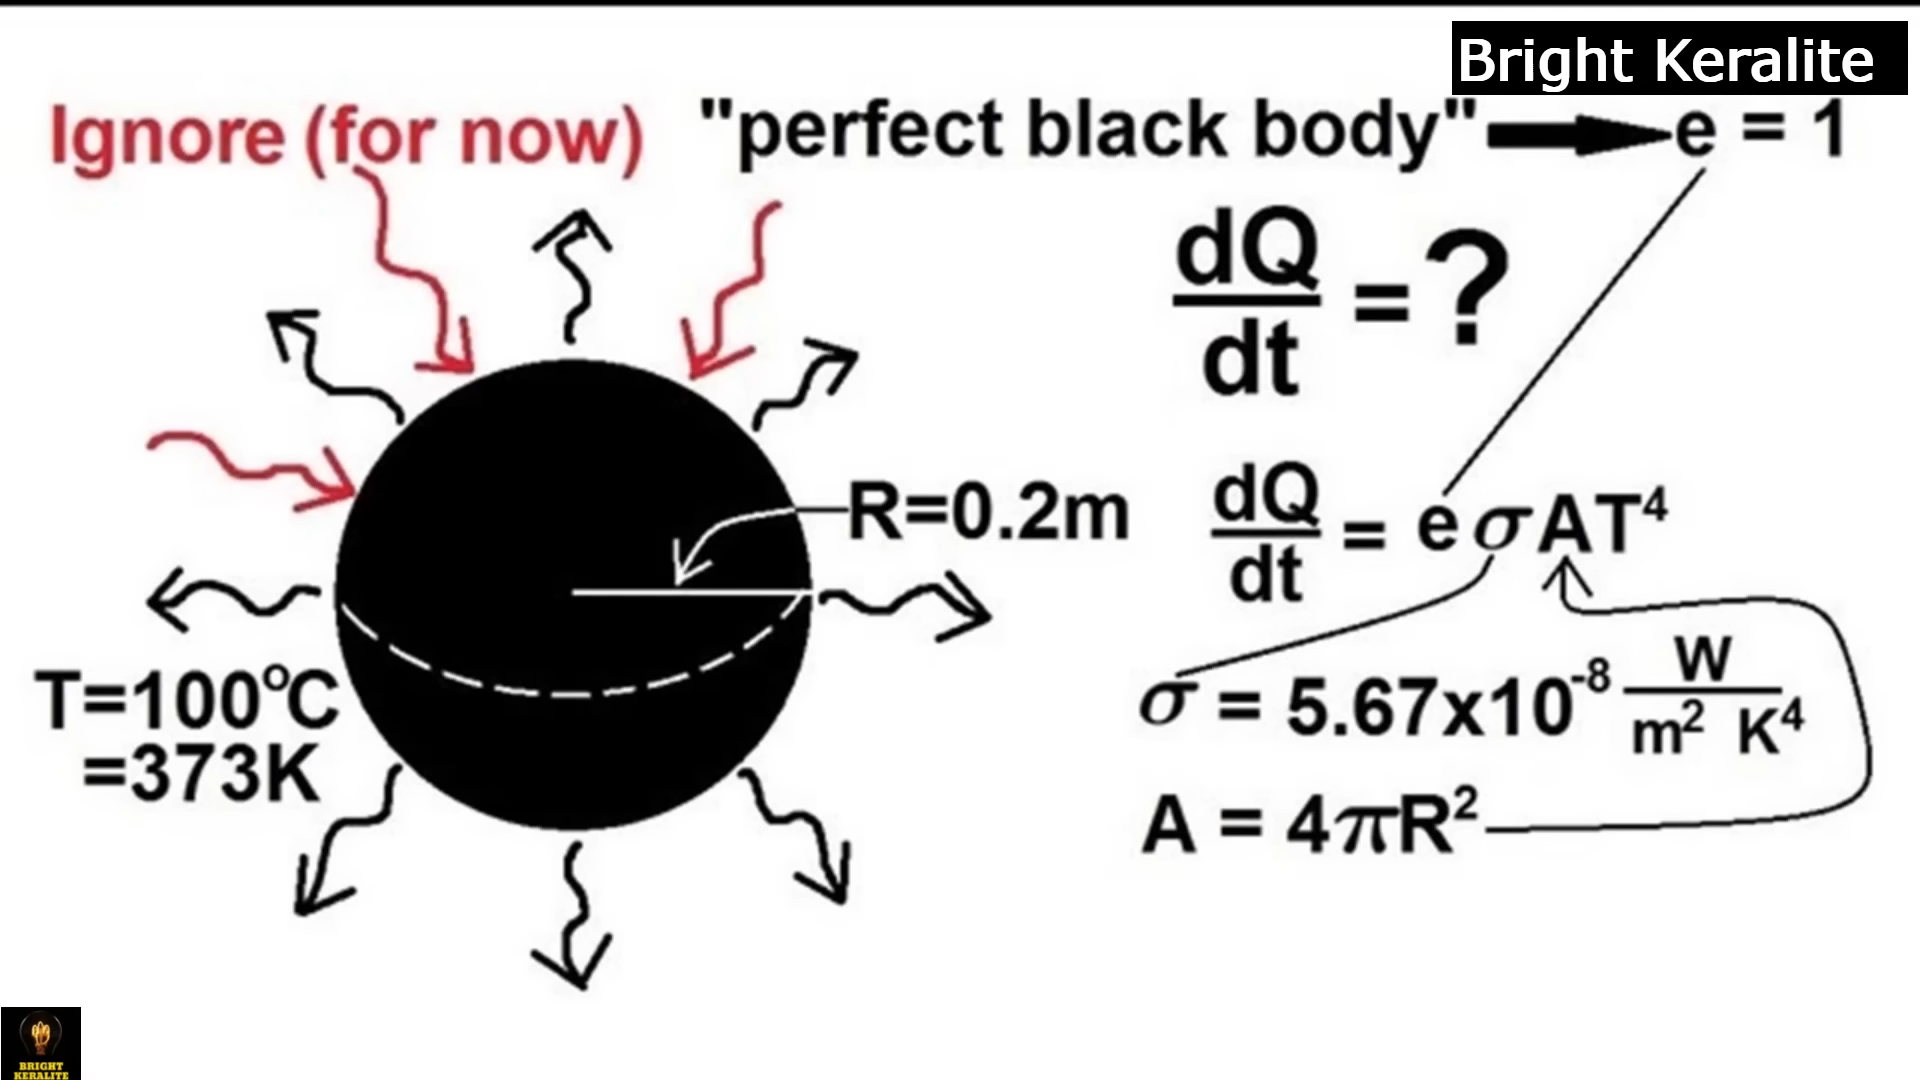 Bright Keralite
Ignore (for now)
"perfect black body" e = 1
dQ
dt
= ?
R=0.2m
dQ
dt
= eσAT⁴
T=100°C
=373K
σ = 5.67x10⁻⁸ W
m² K⁴
A = 4πR²
BRIGHT
KERALITE